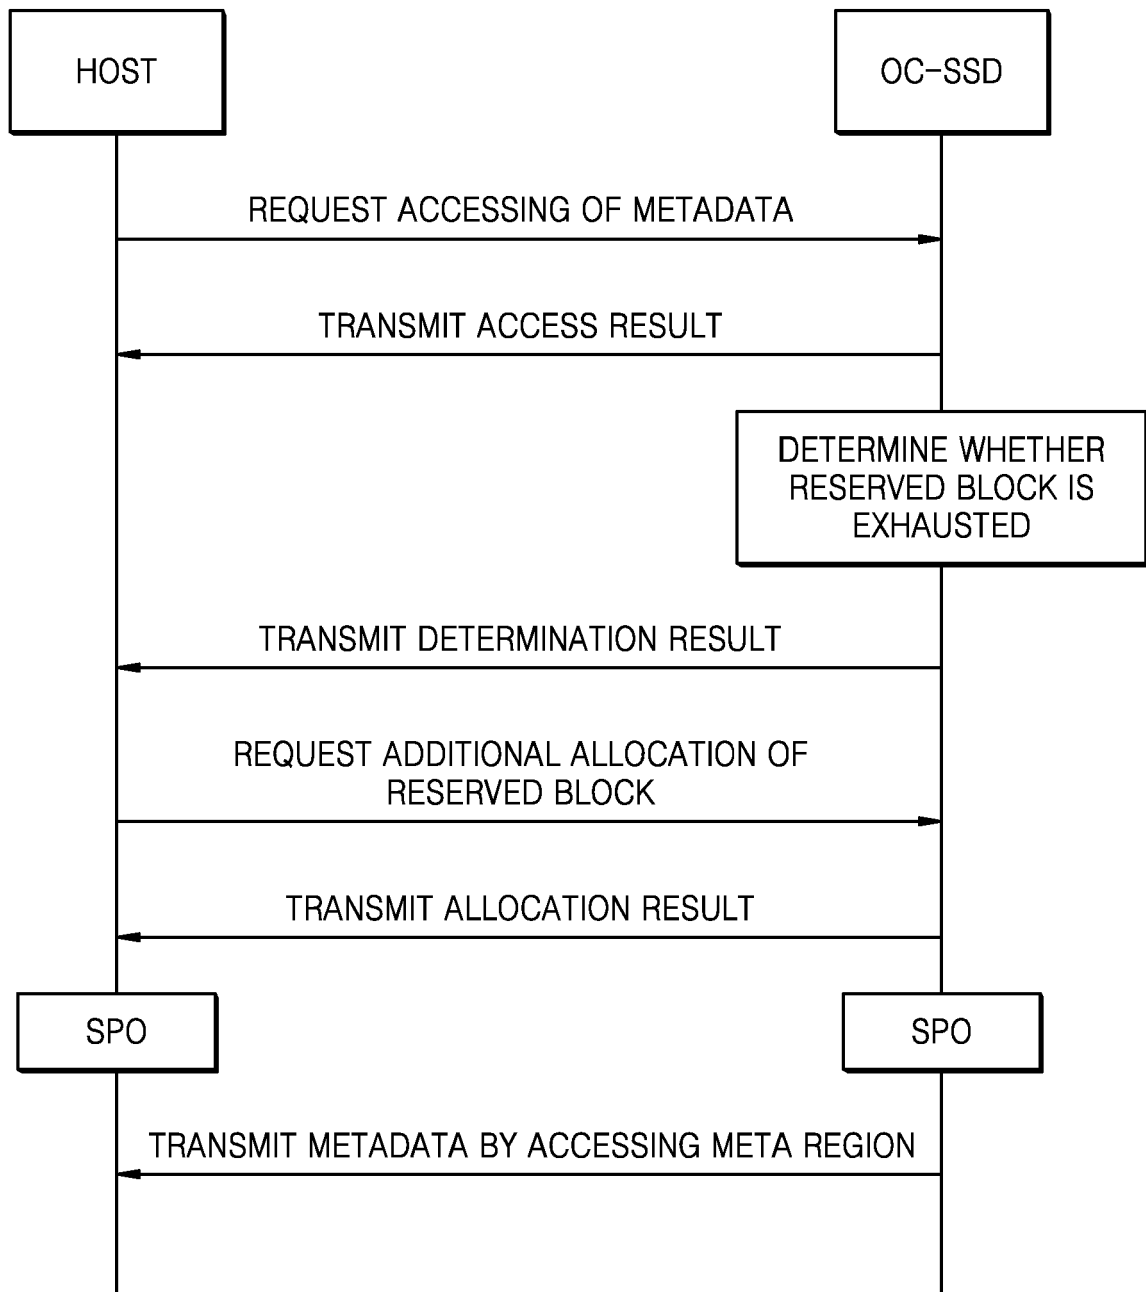 HOST
OC-SSD
REQUEST ACCESSING OF METADATA
TRANSMIT ACCESS RESULT
DETERMINE WHETHER
RESERVED BLOCK IS
EXHAUSTED
TRANSMIT DETERMINATION RESULT
REQUEST ADDITIONAL ALLOCATION OF
RESERVED BLOCK
TRANSMIT ALLOCATION RESULT
SPO
SPO
TRANSMIT METADATA BY ACCESSING META REGION